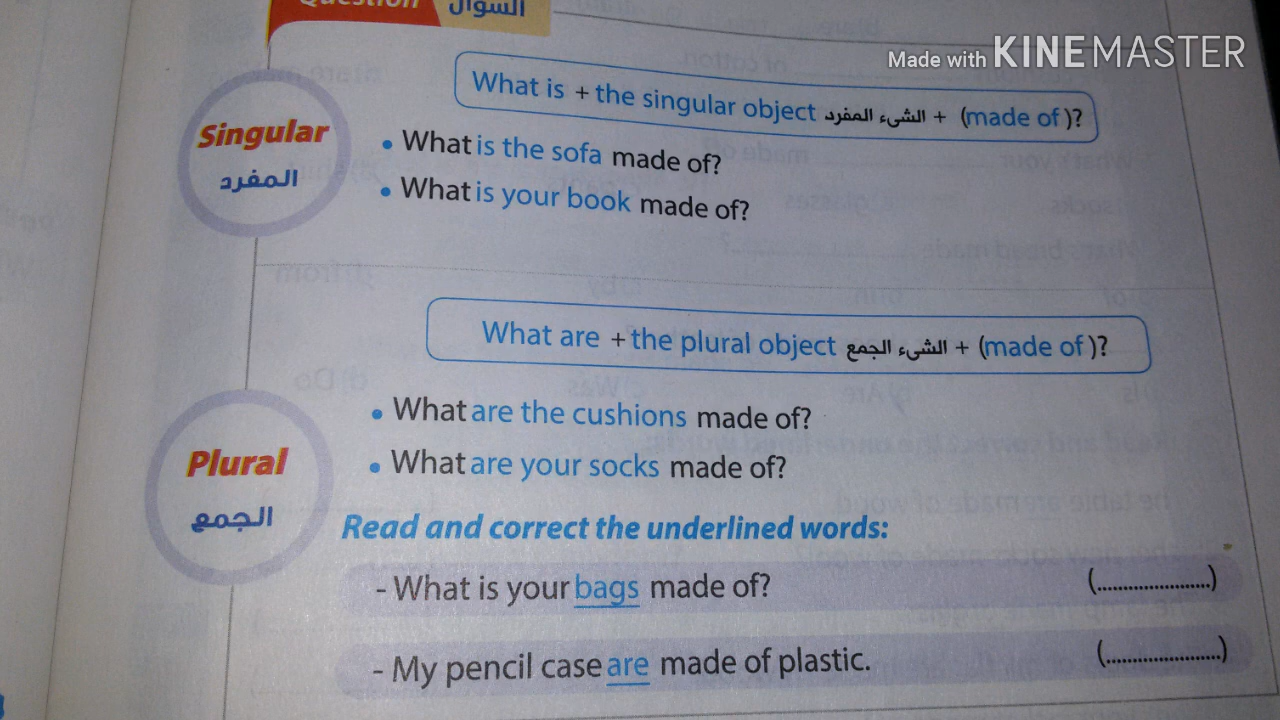 Question السؤال
Made with KINEMASTER
What is + the singular object الشيء المفرد + (made of )?
Singular
المفرد
• What is the sofa made of?
• What is your book made of?
What are + the plural object الشيء الجمع + (made of )?
Plural
الجمع
• What are the cushions made of?
• What are your socks made of?
Read and correct the underlined words:
- What is your bags made of? (......................)
- My pencil case are made of plastic. (......................)